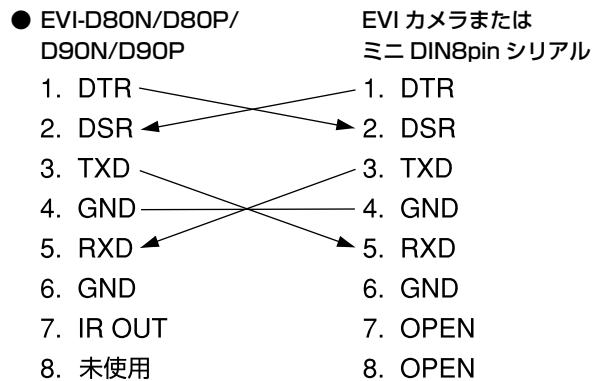 ● EVI-D80N/D80P/
D90N/D90P
1. DTR
2. DSR
3. TXD
4. GND
5. RXD
6. GND
7. IR OUT
8. 未使用
EVI カメラまたは
ミニ DIN8pin シリアル
1. DTR
2. DSR
3. TXD
4. GND
5. RXD
6. GND
7. OPEN
8. OPEN